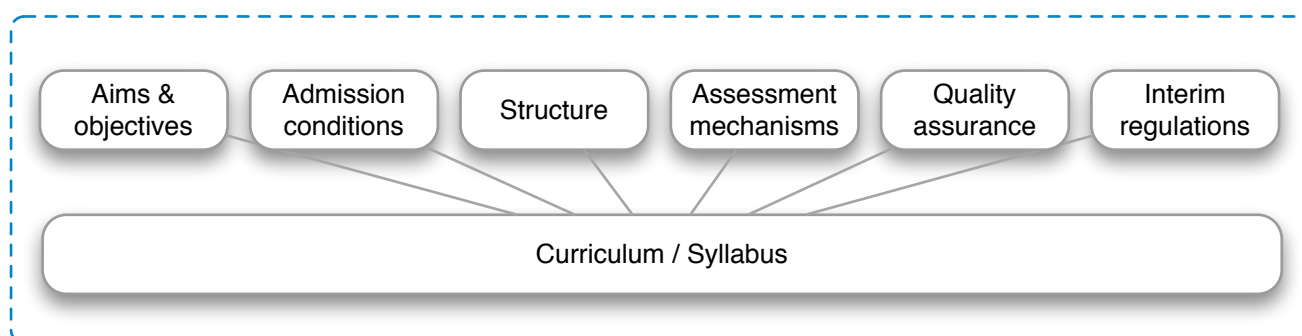 Aims &
objectives
Admission
conditions
Structure
Assessment
mechanisms
Quality
assurance
Interim
regulations
Curriculum / Syllabus